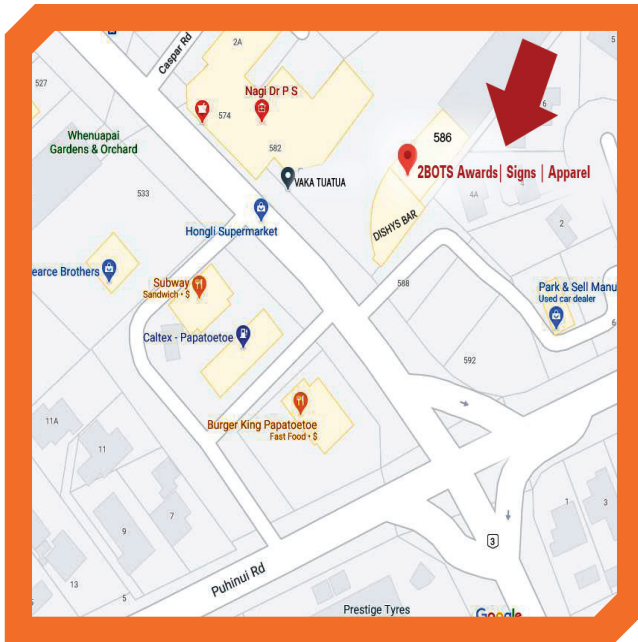 5
2A
Caspar Rd
527
Nagi Dr P S
574
6
586
Whenuapai
Gardens & Orchard
582
2BOTS Awards| Signs | Apparel
VAKA TUATUA
4A
4
533
DISHYS BAR
2
Hongli Supermarket
earce Brothers
Subway
Sandwich • $
588
Park & Sell Manu
Used car dealer
Caltex - Papatoetoe
6
592
Burger King Papatoetoe
Fast Food • $
11A
11
7
9
1
3
3
Puhinui Rd
13
5
Prestige Tyres
Google